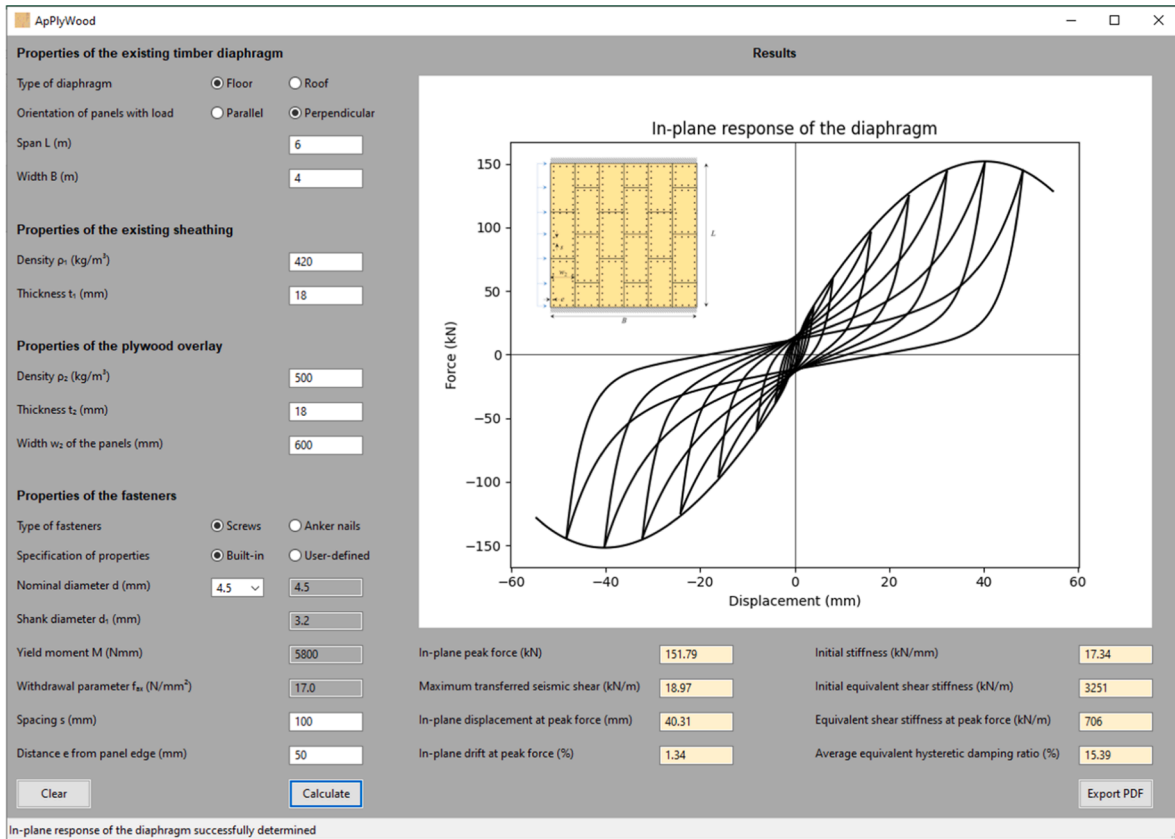 ApPlyWood
Properties of the existing timber diaphragm
Type of diaphragm Floor Roof
Orientation of panels with load Parallel Perpendicular
Span L (m) 6
Width B (m) 4
Properties of the existing sheathing
Density ρ₁ (kg/m³) 420
Thickness t₁ (mm) 18
Properties of the plywood overlay
Density ρ₂ (kg/m³) 500
Thickness t₂ (mm) 18
Width w₂ of the panels (mm) 600
Properties of the fasteners
Type of fasteners Screws Anker nails
Specification of properties Built-in User-defined
Nominal diameter d (mm) 4.5 4.5
Shank diameter d₁ (mm) 3.2
Yield moment M (Nmm) 5800
Withdrawal parameter fₐₓ (N/mm²) 17.0
Spacing s (mm) 100
Distance e from panel edge (mm) 50
Clear Calculate
Results
In-plane response of the diaphragm
Force (kN)
150
100
50
0
−50
−100
−150
L
s
w₂
e
B
−60 −40 −20 0 20 40 60
Displacement (mm)
In-plane peak force (kN) 151.79
Maximum transferred seismic shear (kN/m) 18.97
In-plane displacement at peak force (mm) 40.31
In-plane drift at peak force (%) 1.34
Initial stiffness (kN/mm) 17.34
Initial equivalent shear stiffness (kN/m) 3251
Equivalent shear stiffness at peak force (kN/m) 706
Average equivalent hysteretic damping ratio (%) 15.39
Export PDF
In-plane response of the diaphragm successfully determined